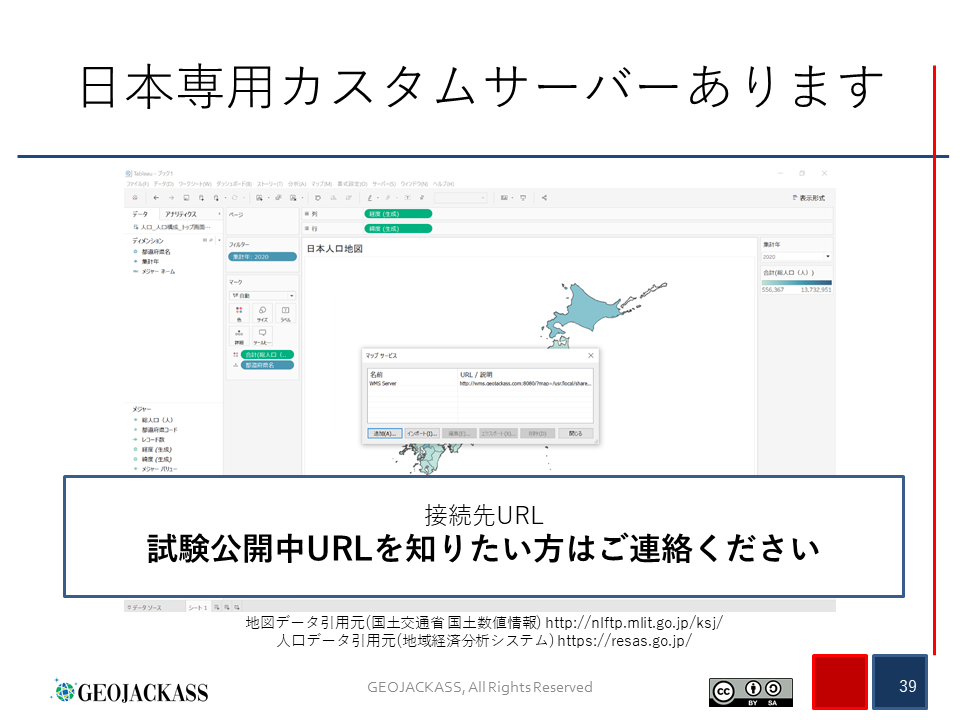 日本専用カスタムサーバーあります
Tableau - ブック1
ファイル(F) データ(D) ワークシート(W) ダッシュボード(B) ストーリー(T) 分析(A) マップ(M) 書式設定(O) サーバー(S) ウィンドウ(N) ヘルプ(H)
表示形式
データ アナリティクス
ページ
列 経度 (生成)
行 緯度 (生成)
人口_人口構成_トップ画面...
ディメンション
都道府県名
集計年
メジャー ネーム
フィルター
集計年: 2020
マーク
自動
色 サイズ ラベル
詳細 ツールヒ...
合計(総人口（...
都道府県名
日本人口地図
集計年
2020
合計(総人口（人）)
556,367 13,732,951
マップ サービス
名前 URL / 説明
WMS Server http://wms.geojackass.com:8080/?map=/usr/local/share...
追加(A)... インポート(I)... 編集(E)... エクスポート(X)... 削除(D) 閉じる
メジャー
総人口（人）
都道府県コード
レコード数
経度 (生成)
緯度 (生成)
メジャー バリュー
接続先URL
試験公開中URLを知りたい方はご連絡ください
データ ソース シート 1
地図データ引用元(国土交通省 国土数値情報) http://nlftp.mlit.go.jp/ksj/
人口データ引用元(地域経済分析システム) https://resas.go.jp/
GEOJACKASS
GEOJACKASS, All Rights Reserved
cc BY SA
39